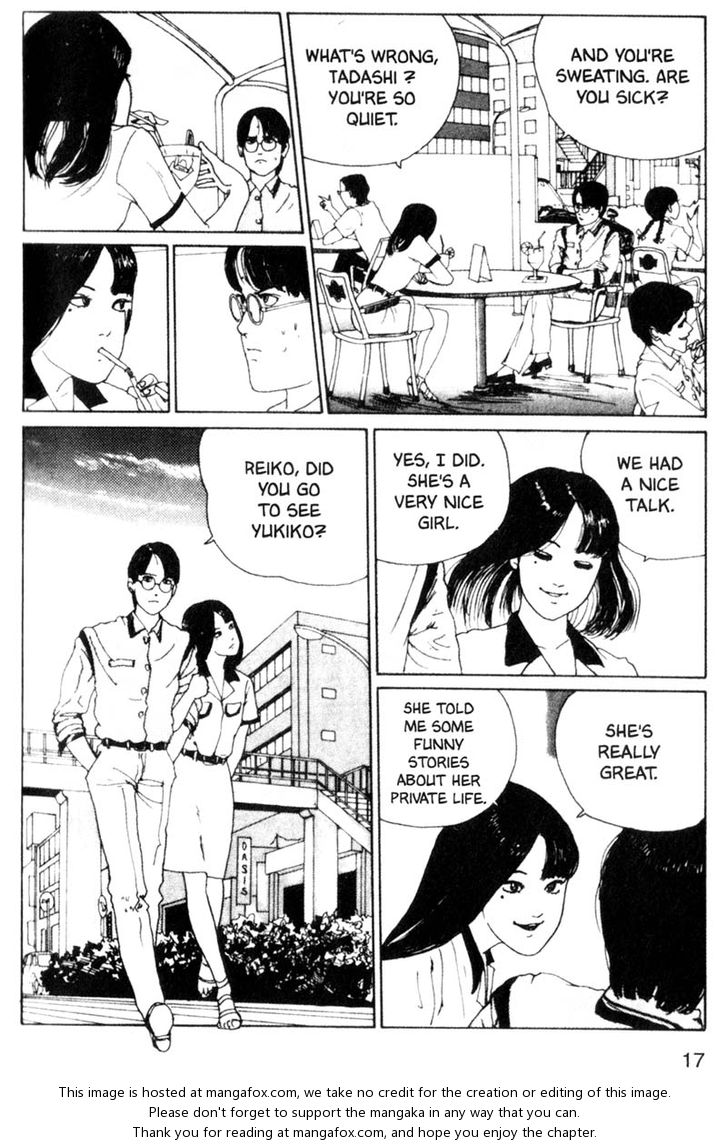 WHAT'S WRONG,
TADASHI?
YOU'RE SO
QUIET.
AND YOU'RE
SWEATING. ARE
YOU SICK?
REIKO, DID
YOU GO
TO SEE
YUKIKO?
YES, I DID.
SHE'S A
VERY NICE
GIRL.
WE HAD
A NICE
TALK.
OASIS
SHE TOLD
ME SOME
FUNNY
STORIES
ABOUT HER
PRIVATE LIFE.
SHE'S
REALLY
GREAT.
17
This image is hosted at mangafox.com, we take no credit for the creation or editing of this image.
Please don't forget to support the mangaka in any way that you can.
Thank you for reading at mangafox.com, and hope you enjoy the chapter.